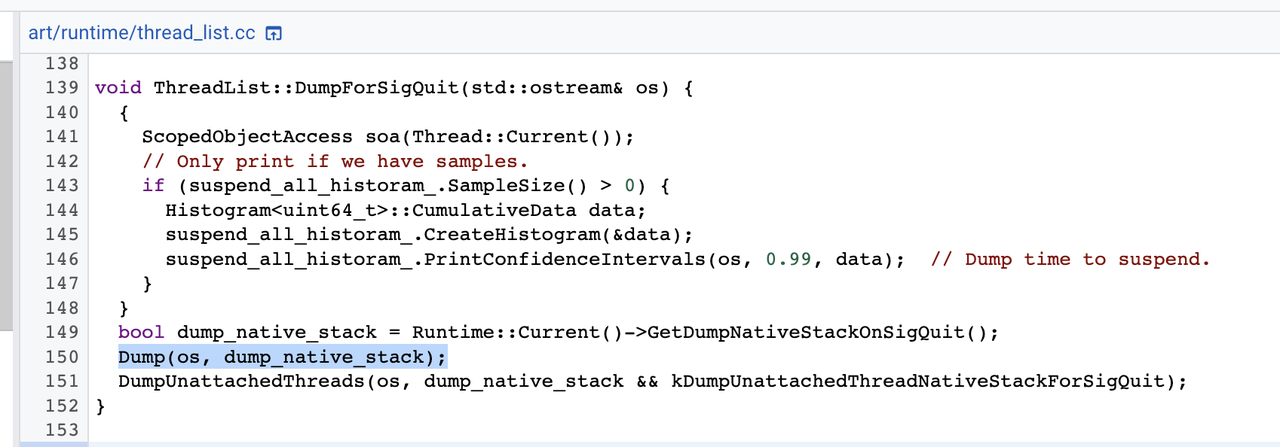 art/runtime/thread_list.cc
138
139 void ThreadList::DumpForSigQuit(std::ostream& os) {
140   {
141     ScopedObjectAccess soa(Thread::Current());
142     // Only print if we have samples.
143     if (suspend_all_historam_.SampleSize() > 0) {
144       Histogram<uint64_t>::CumulativeData data;
145       suspend_all_historam_.CreateHistogram(&data);
146       suspend_all_historam_.PrintConfidenceIntervals(os, 0.99, data);  // Dump time to suspend.
147     }
148   }
149   bool dump_native_stack = Runtime::Current()->GetDumpNativeStackOnSigQuit();
150   Dump(os, dump_native_stack);
151   DumpUnattachedThreads(os, dump_native_stack && kDumpUnattachedThreadNativeStackForSigQuit);
152 }
153